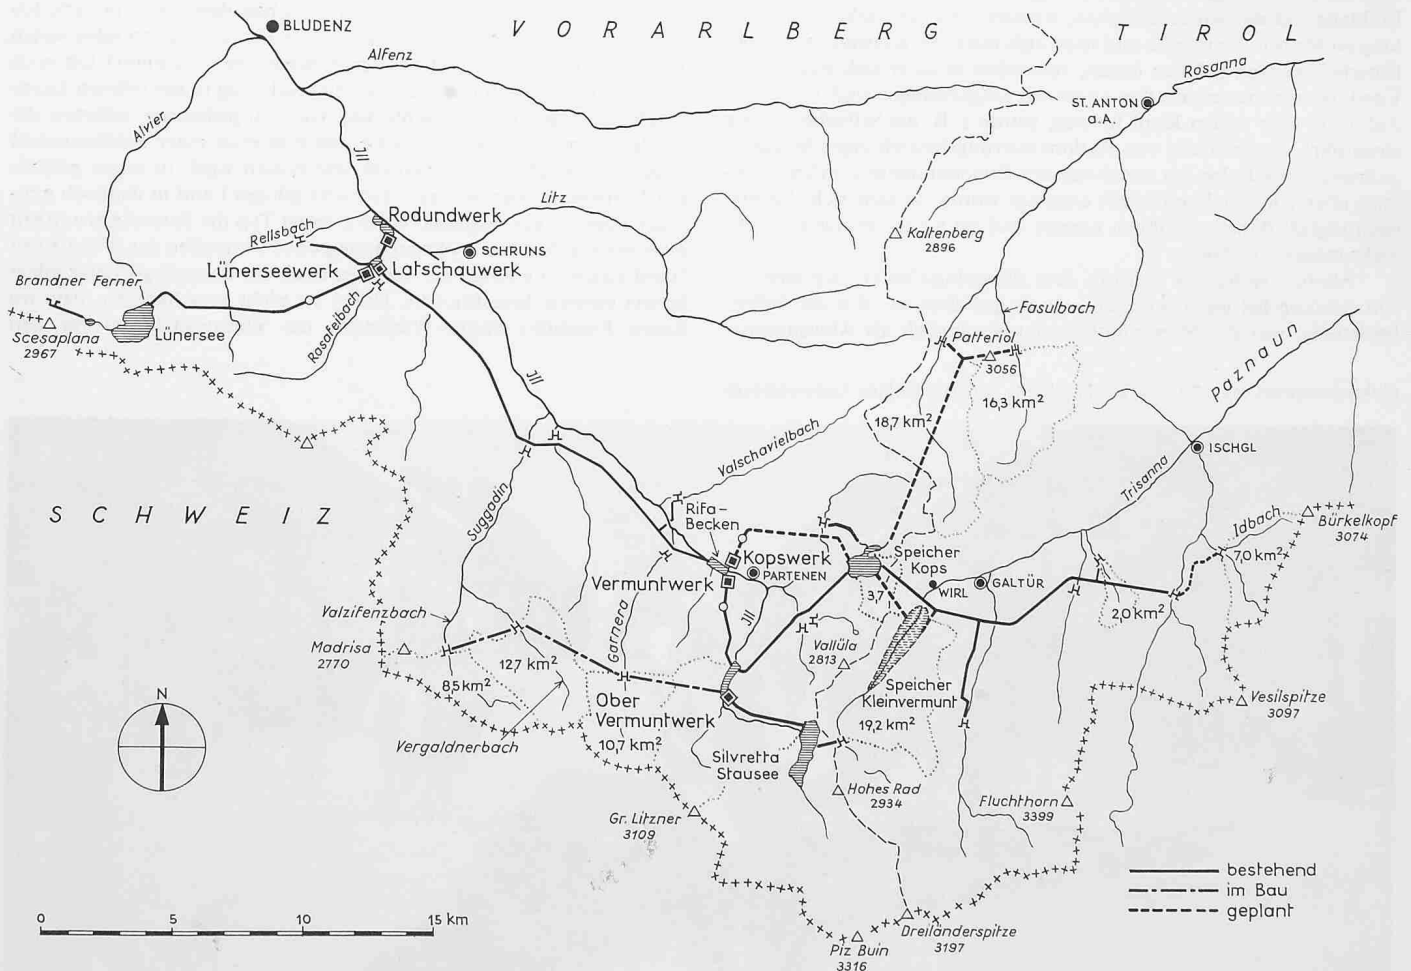 VORARLBERG
TIROL
BLUDENZ
Alfenz
Rosanna
ST. ANTON
a.A.
Alvier
Ill
Litz
Rodundwerk
Rellsbach
SCHRUNS
Kaltenberg
2896
Lünerseewerk
Latschauwerk
Brandner Ferner
Rasafeibach
Fasulbach
Scesaplana
2967
Lünersee
Patteriol
3056
Paznaun
Ill
16,3 km²
18,7 km²
Valschavielbach
ISCHGL
Trisanna
SCHWEIZ
Suggadin
Rifa-
Becken
Idbach
Bürkelkopf
3074
7,0 km²
Kopswerk
Speicher
Kops
PARTENEN
Vermuntwerk
WIRL
GALTÜR
3,7
2,0 km²
Valzifenzbach
Garnera
Ill
Vallüla
2813
Madrisa
2770
12,7 km²
8,5 km²
Speicher
Kleinvermunt
Vesilspitze
3097
Ober
Vermuntwerk
19,2 km²
N
Vergaldnerbach
10,7 km²
Silvretta
Stausee
Hohes Rad
2934
Fluchthorn
3399
Gr. Litzner
3109
bestehend
im Bau
geplant
0 5 10 15 km
Dreiländerspitze
3197
Piz Buin
3316